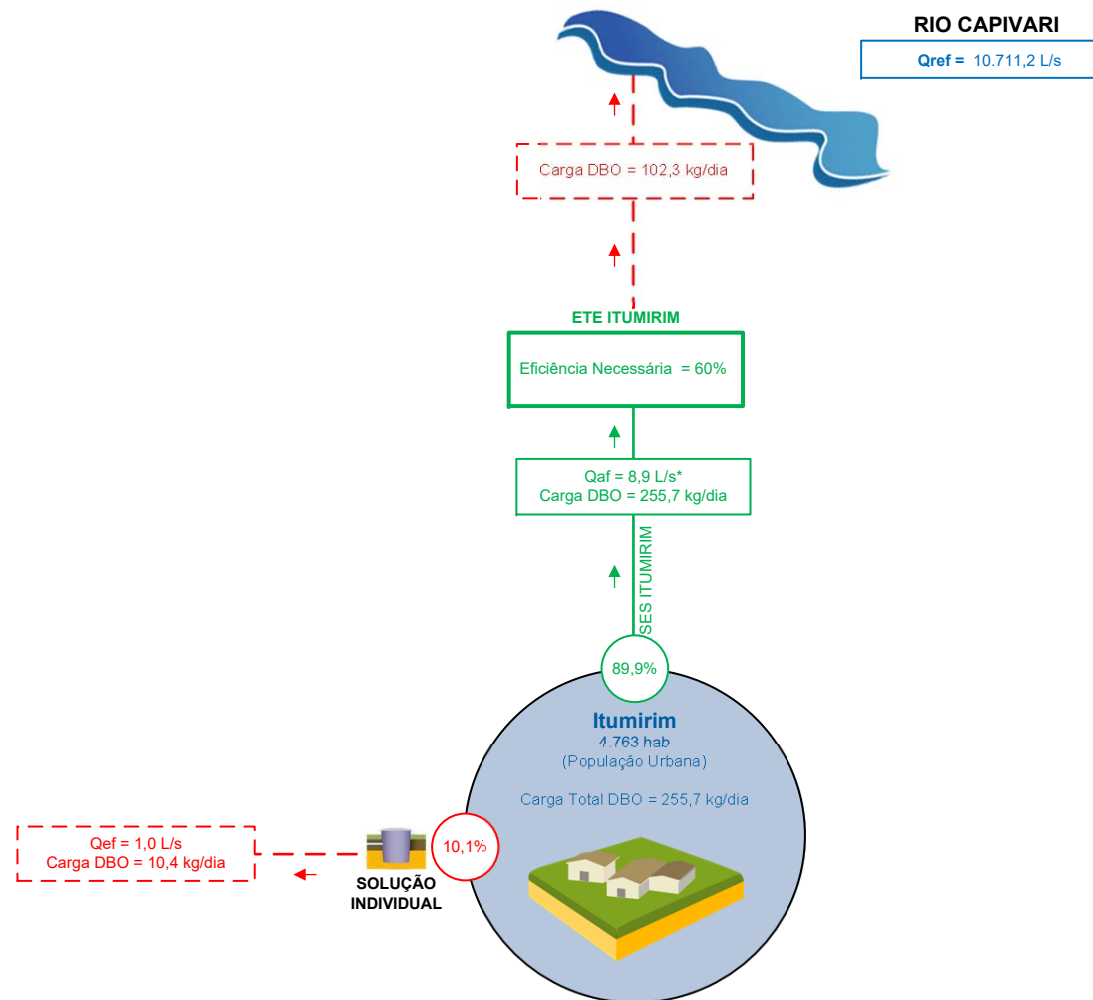 RIO CAPIVARI
Qref = 10.711,2 L/s
Carga DBO = 102,3 kg/dia
ETE ITUMIRIM
Eficiência Necessária = 60%
Qaf = 8,9 L/s*
Carga DBO = 255,7 kg/dia
SES ITUMIRIM
89,9%
Itumirim
4.763 hab
(População Urbana)
Carga Total DBO = 255,7 kg/dia
10,1%
Qef = 1,0 L/s
Carga DBO = 10,4 kg/dia
SOLUÇÃO
INDIVIDUAL